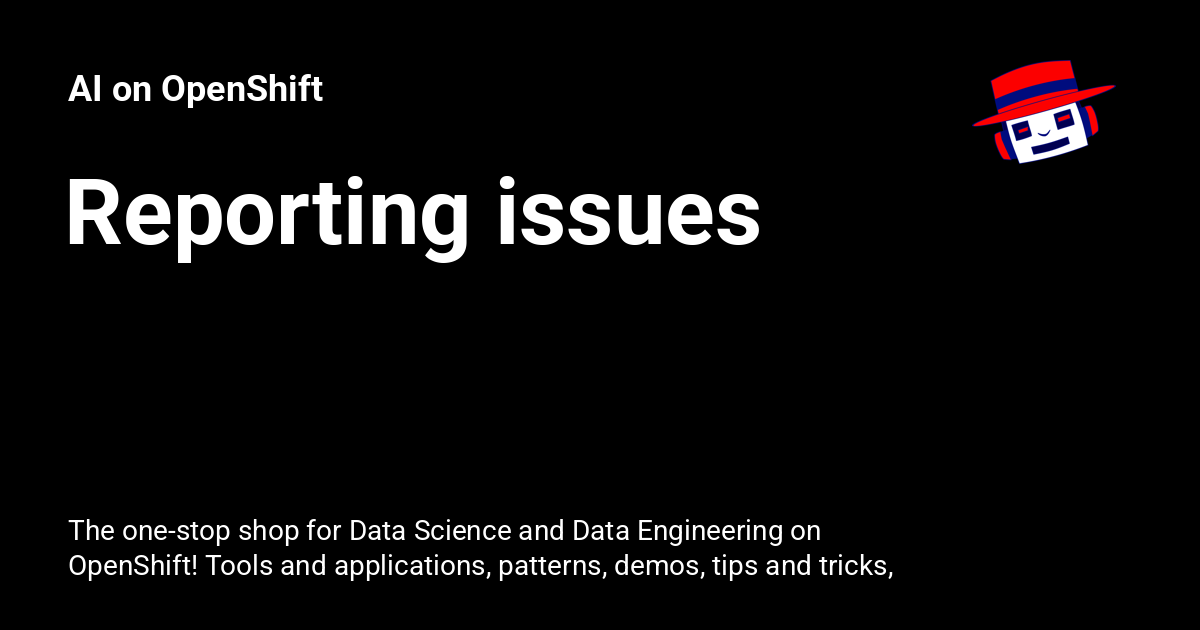 AI on OpenShift
Reporting issues
The one-stop shop for Data Science and Data Engineering on
OpenShift! Tools and applications, patterns, demos, tips and tricks,